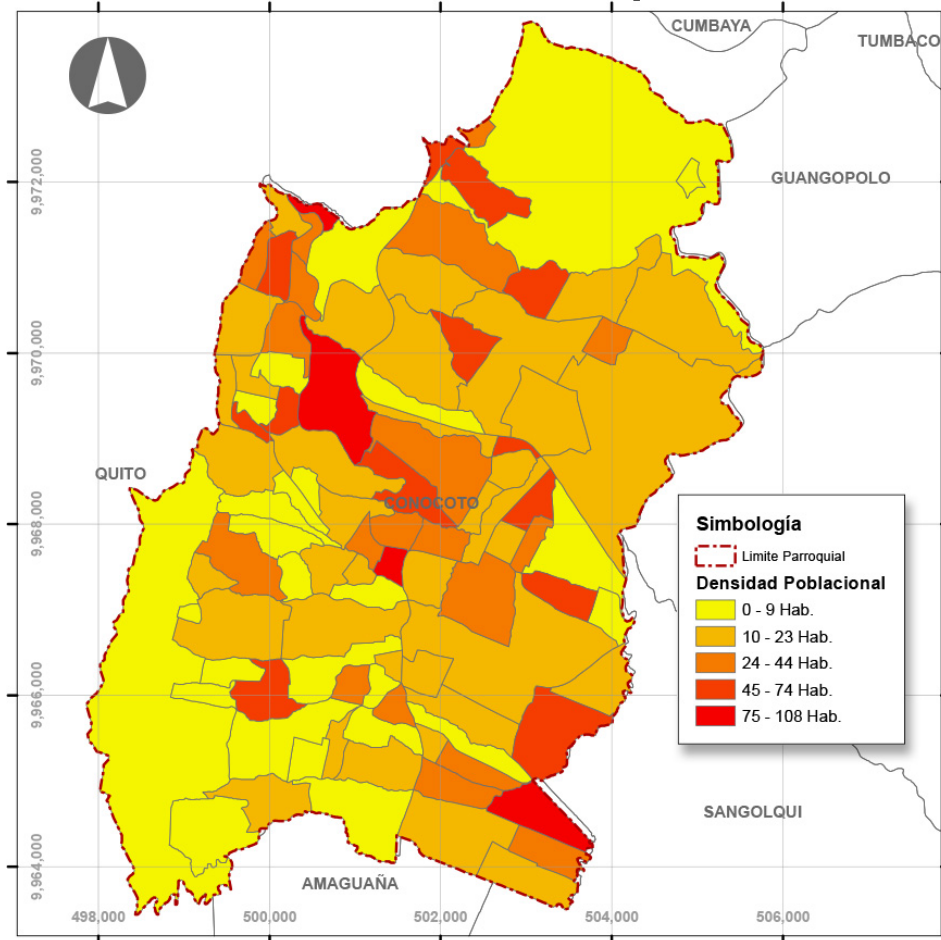 CUMBAYA
TUMBACO
GUANGOPOLO
QUITO
CONOCOTO
SANGOLQUI
AMAGUAÑA
9,972,000
9,970,000
9,968,000
9,966,000
9,964,000
498,000
500,000
502,000
504,000
506,000
Simbología
Limite Parroquial
Densidad Poblacional
0 - 9 Hab.
10 - 23 Hab.
24 - 44 Hab.
45 - 74 Hab.
75 - 108 Hab.